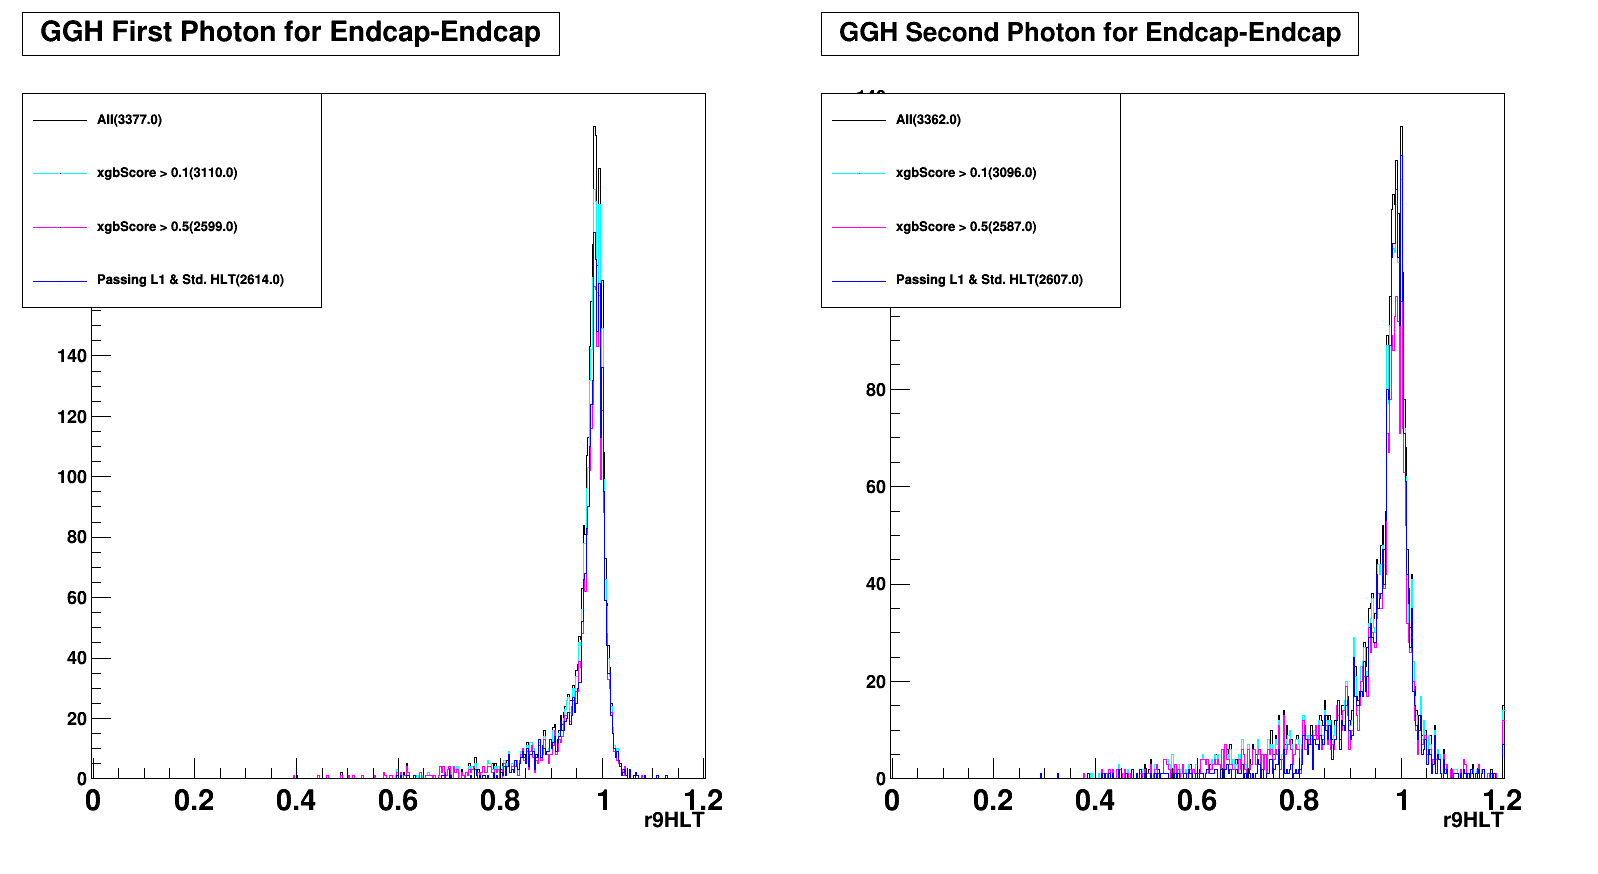 GGH First Photon for Endcap-Endcap
All(3377.0)
xgbScore > 0.1(3110.0)
xgbScore > 0.5(2599.0)
Passing L1 & Std. HLT(2614.0)
140
120
100
80
60
40
20
0
0 0.2 0.4 0.6 0.8 1 1.2
r9HLT
GGH Second Photon for Endcap-Endcap
All(3362.0)
xgbScore > 0.1(3096.0)
xgbScore > 0.5(2587.0)
Passing L1 & Std. HLT(2607.0)
80
60
40
20
0
0 0.2 0.4 0.6 0.8 1 1.2
r9HLT